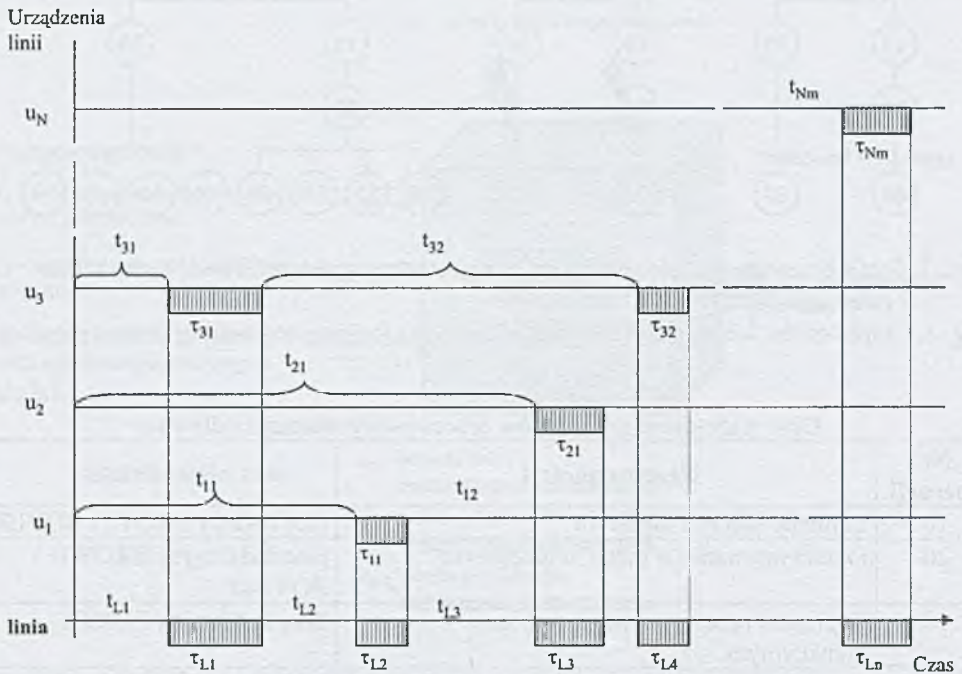 Urządzenia
linii
u_N
t_Nm
τ_Nm
t_31
t_32
u_3
τ_31
τ_32
t_21
u_2
τ_21
t_11
t_12
u_1
τ_11
t_L1
t_L2
t_L3
linia
τ_L1
τ_L2
τ_L3
τ_L4
τ_Ln
Czas